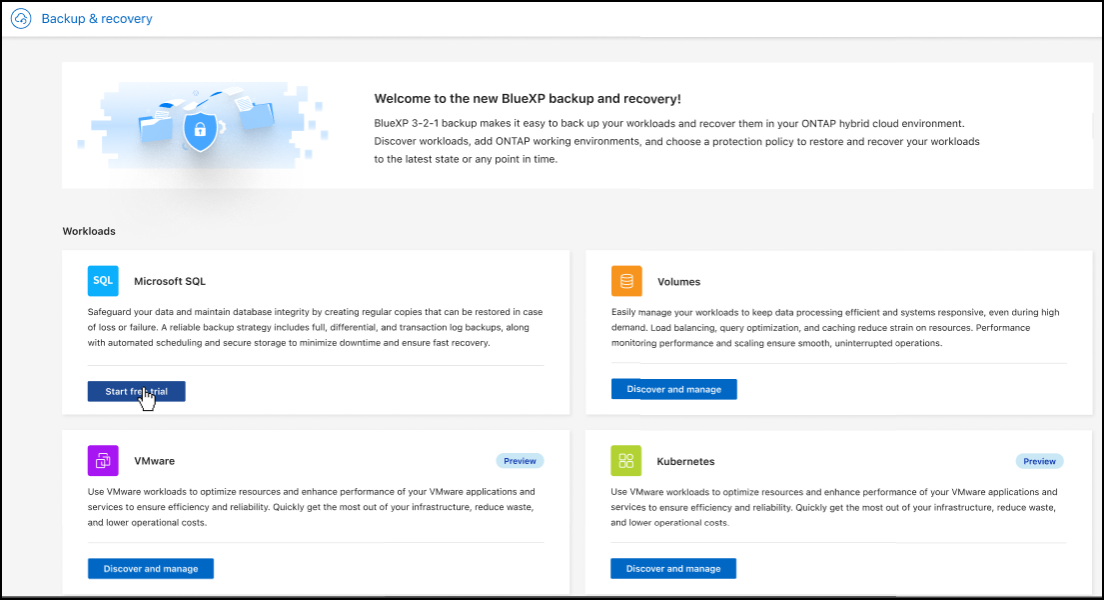 Backup & recovery
Welcome to the new BlueXP backup and recovery!
BlueXP 3-2-1 backup makes it easy to back up your workloads and recover them in your ONTAP hybrid cloud environment.
Discover workloads, add ONTAP working environments, and choose a protection policy to restore and recover your workloads
to the latest state or any point in time.
Workloads
SQL
Microsoft SQL
Safeguard your data and maintain database integrity by creating regular copies that can be restored in case
of loss or failure. A reliable backup strategy includes full, differential, and transaction log backups, along
with automated scheduling and secure storage to minimize downtime and ensure fast recovery.
Start free trial
Volumes
Easily manage your workloads to keep data processing efficient and systems responsive, even during high
demand. Load balancing, query optimization, and caching reduce strain on resources. Performance
monitoring performance and scaling ensure smooth, uninterrupted operations.
Discover and manage
VMware
Preview
Use VMware workloads to optimize resources and enhance performance of your VMware applications and
services to ensure efficiency and reliability. Quickly get the most out of your infrastructure, reduce waste,
and lower operational costs.
Discover and manage
Kubernetes
Preview
Use VMware workloads to optimize resources and enhance performance of your VMware applications and
services to ensure efficiency and reliability. Quickly get the most out of your infrastructure, reduce waste,
and lower operational costs.
Discover and manage